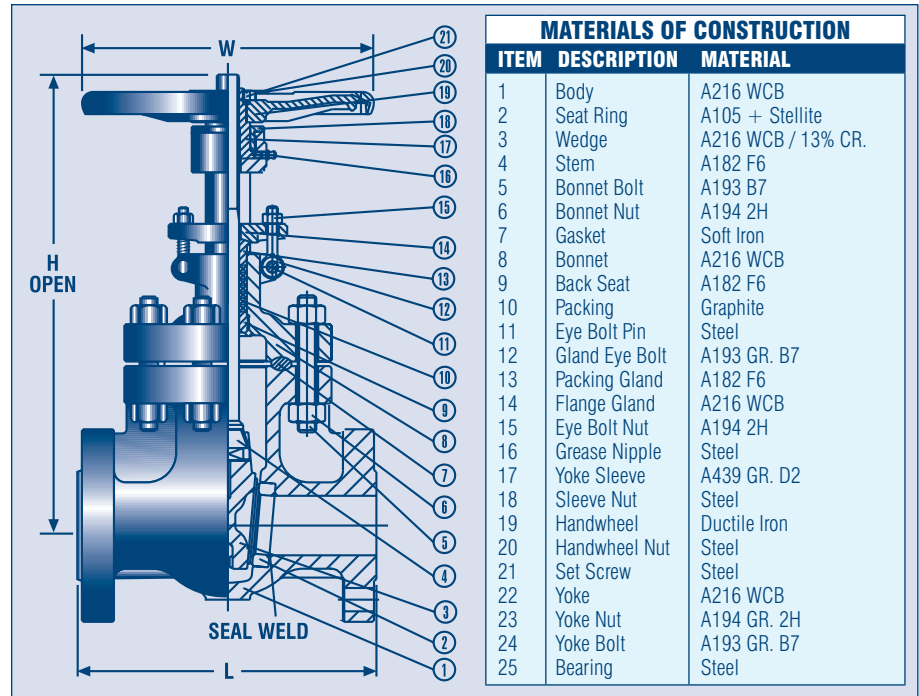 W
H
OPEN
SEAL WELD
L
21
20
19
18
17
16
15
14
13
12
11
10
9
8
7
6
5
4
3
2
1
MATERIALS OF CONSTRUCTION
ITEM DESCRIPTION MATERIAL
1 Body A216 WCB
2 Seat Ring A105 + Stellite
3 Wedge A216 WCB / 13% CR.
4 Stem A182 F6
5 Bonnet Bolt A193 B7
6 Bonnet Nut A194 2H
7 Gasket Soft Iron
8 Bonnet A216 WCB
9 Back Seat A182 F6
10 Packing Graphite
11 Eye Bolt Pin Steel
12 Gland Eye Bolt A193 GR. B7
13 Packing Gland A182 F6
14 Flange Gland A216 WCB
15 Eye Bolt Nut A194 2H
16 Grease Nipple Steel
17 Yoke Sleeve A439 GR. D2
18 Sleeve Nut Steel
19 Handwheel Ductile Iron
20 Handwheel Nut Steel
21 Set Screw Steel
22 Yoke A216 WCB
23 Yoke Nut A194 GR. 2H
24 Yoke Bolt A193 GR. B7
25 Bearing Steel